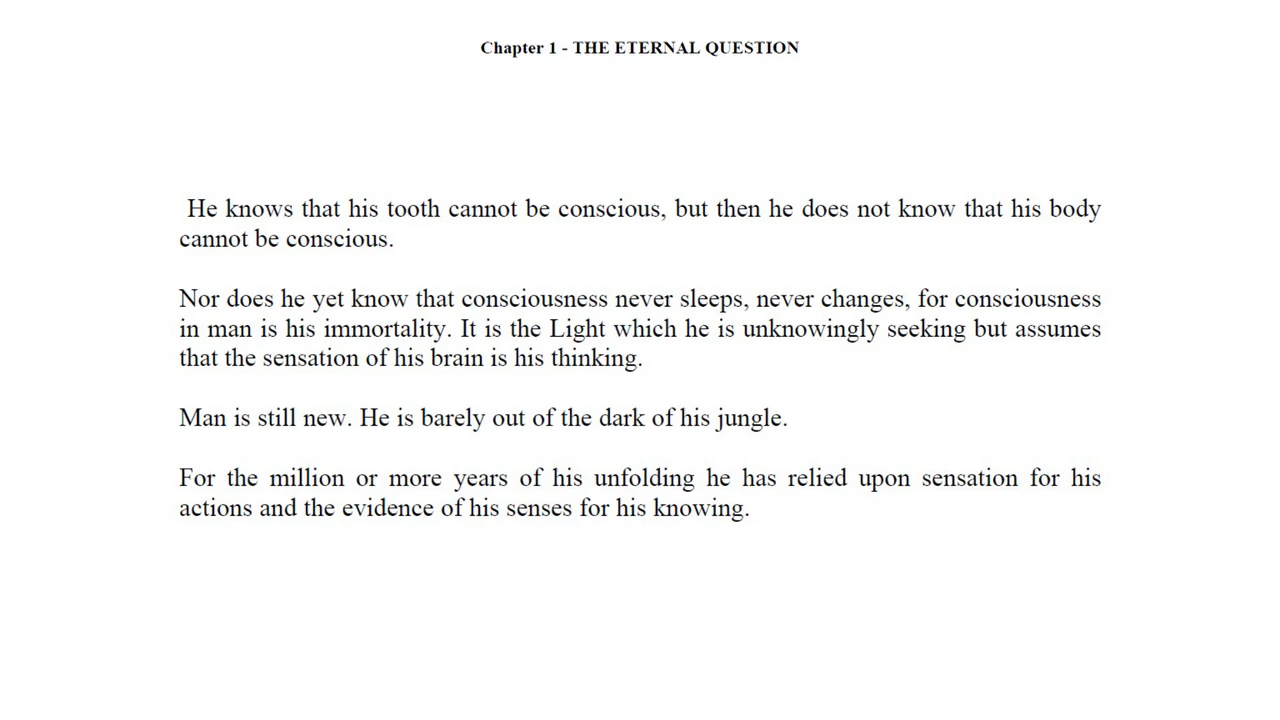 Chapter 1 - THE ETERNAL QUESTION
He knows that his tooth cannot be conscious, but then he does not know that his body
cannot be conscious.
Nor does he yet know that consciousness never sleeps, never changes, for consciousness
in man is his immortality. It is the Light which he is unknowingly seeking but assumes
that the sensation of his brain is his thinking.
Man is still new. He is barely out of the dark of his jungle.
For the million or more years of his unfolding he has relied upon sensation for his
actions and the evidence of his senses for his knowing.